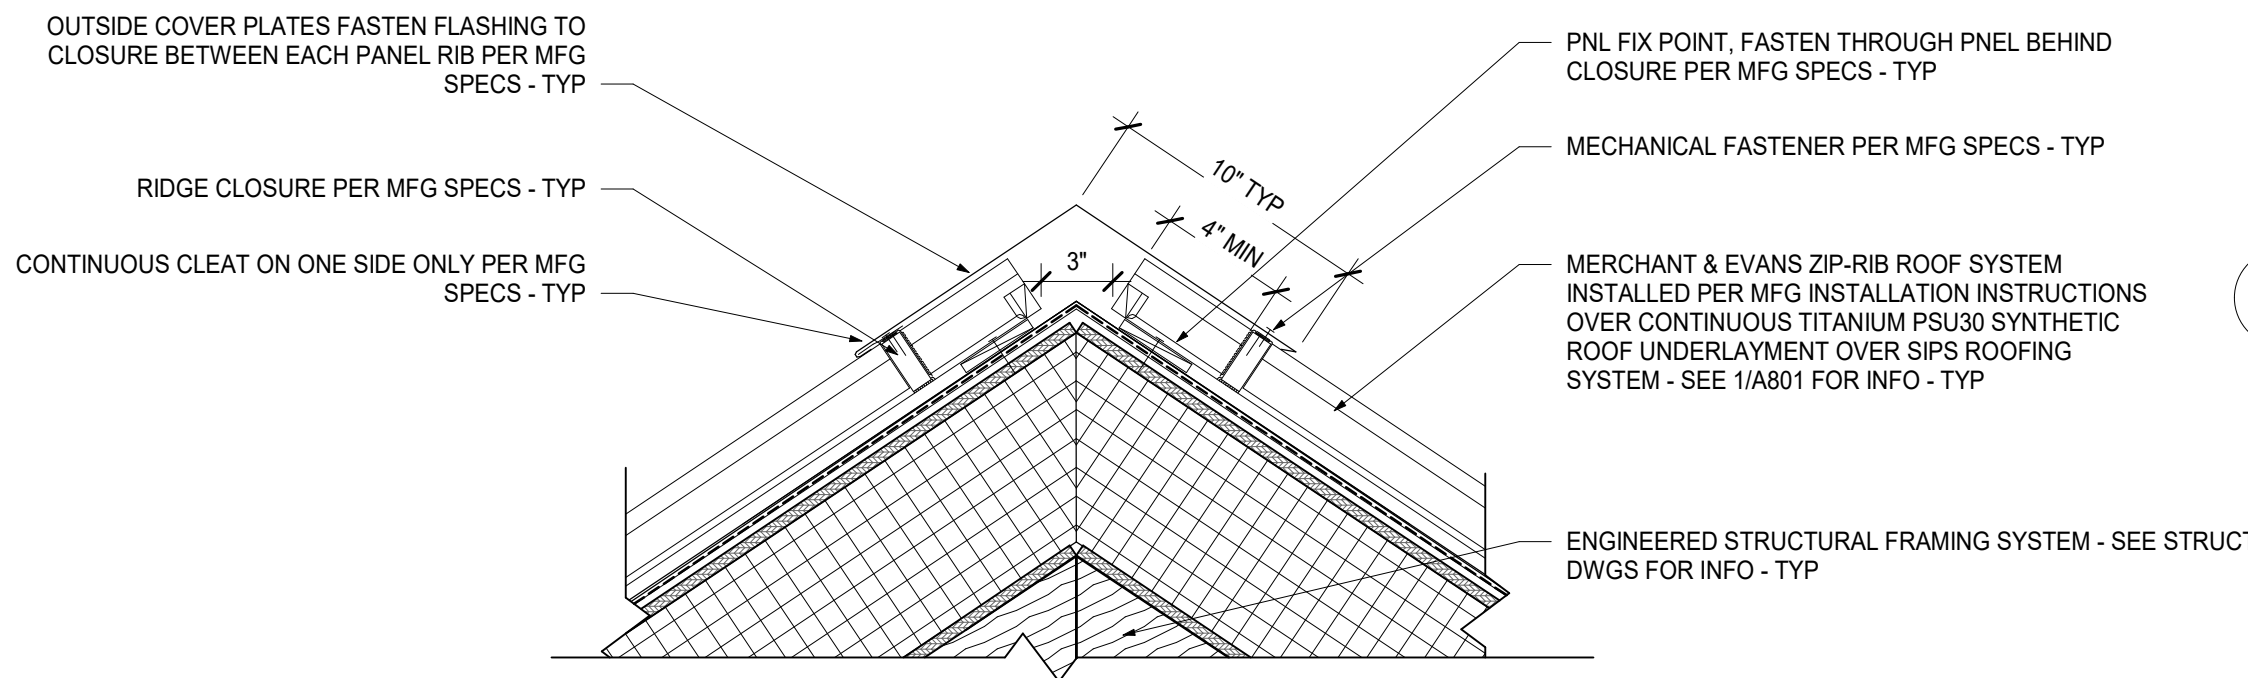 OUTSIDE COVER PLATES FASTEN FLASHING TO
CLOSURE BETWEEN EACH PANEL RIB PER MFG
SPECS - TYP
RIDGE CLOSURE PER MFG SPECS - TYP
CONTINUOUS CLEAT ON ONE SIDE ONLY PER MFG
SPECS - TYP
10" TYP
4" MIN
3"
PNL FIX POINT, FASTEN THROUGH PNEL BEHIND
CLOSURE PER MFG SPECS - TYP
MECHANICAL FASTENER PER MFG SPECS - TYP
MERCHANT & EVANS ZIP-RIB ROOF SYSTEM
INSTALLED PER MFG INSTALLATION INSTRUCTIONS
OVER CONTINUOUS TITANIUM PSU30 SYNTHETIC
ROOF UNDERLAYMENT OVER SIPS ROOFING
SYSTEM - SEE 1/A801 FOR INFO - TYP
ENGINEERED STRUCTURAL FRAMING SYSTEM - SEE STRUCT
DWGS FOR INFO - TYP